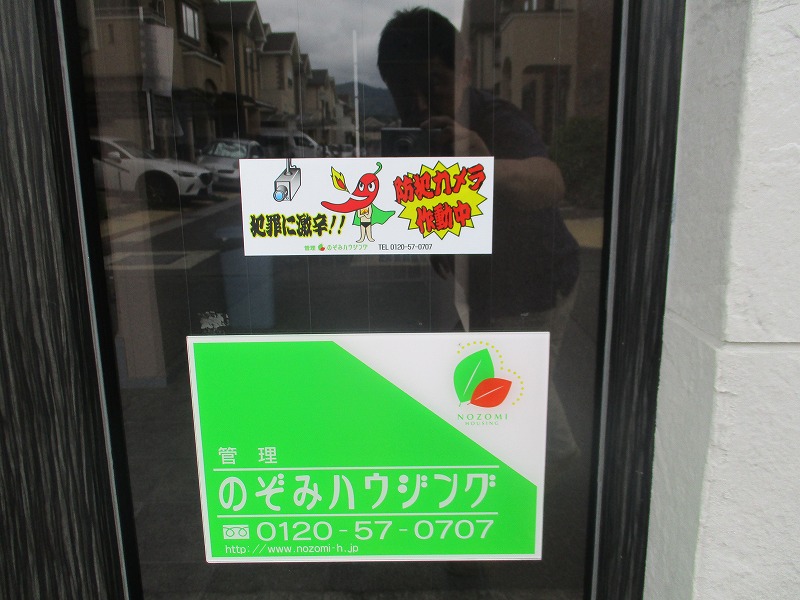 犯罪に激辛!!
防犯カメラ
作動中
管理 のぞみハウジング TEL 0120-57-0707
NOZOMI
HOUSING
管理
のぞみハウジング
0120-57-0707
http://www.nozomi-h.jp